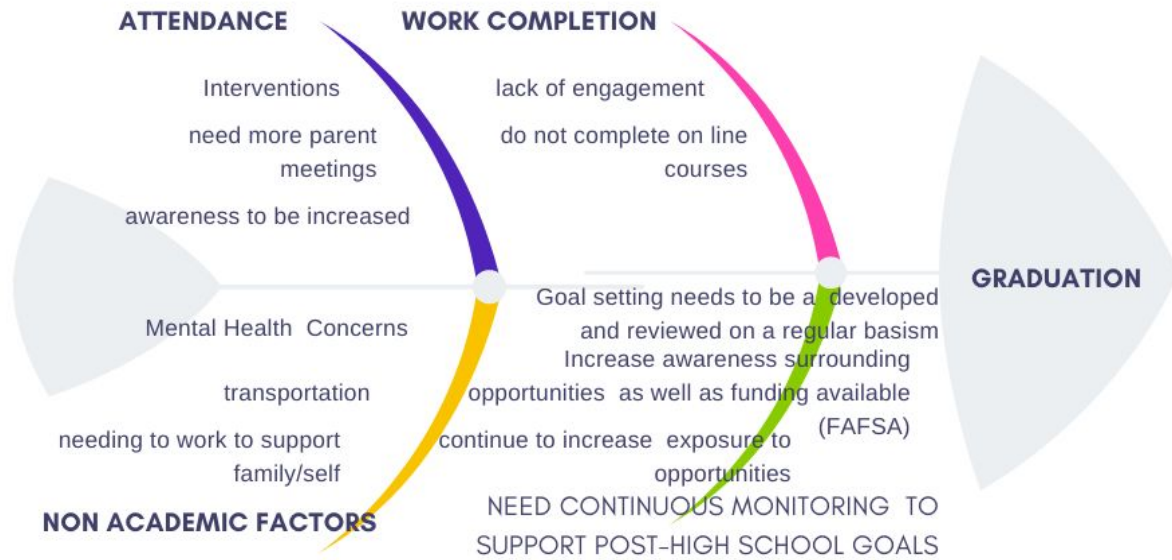 ATTENDANCE
Interventions
need more parent
meetings
awareness to be increased
WORK COMPLETION
lack of engagement
do not complete on line
courses
GRADUATION
Mental Health Concerns
transportation
needing to work to support
family/self
NON ACADEMIC FACTORS
Goal setting needs to be a developed
and reviewed on a regular basism
Increase awareness surrounding
opportunities as well as funding available
(FAFSA)
continue to increase exposure to
opportunities
NEED CONTINUOUS MONITORING TO
SUPPORT POST-HIGH SCHOOL GOALS